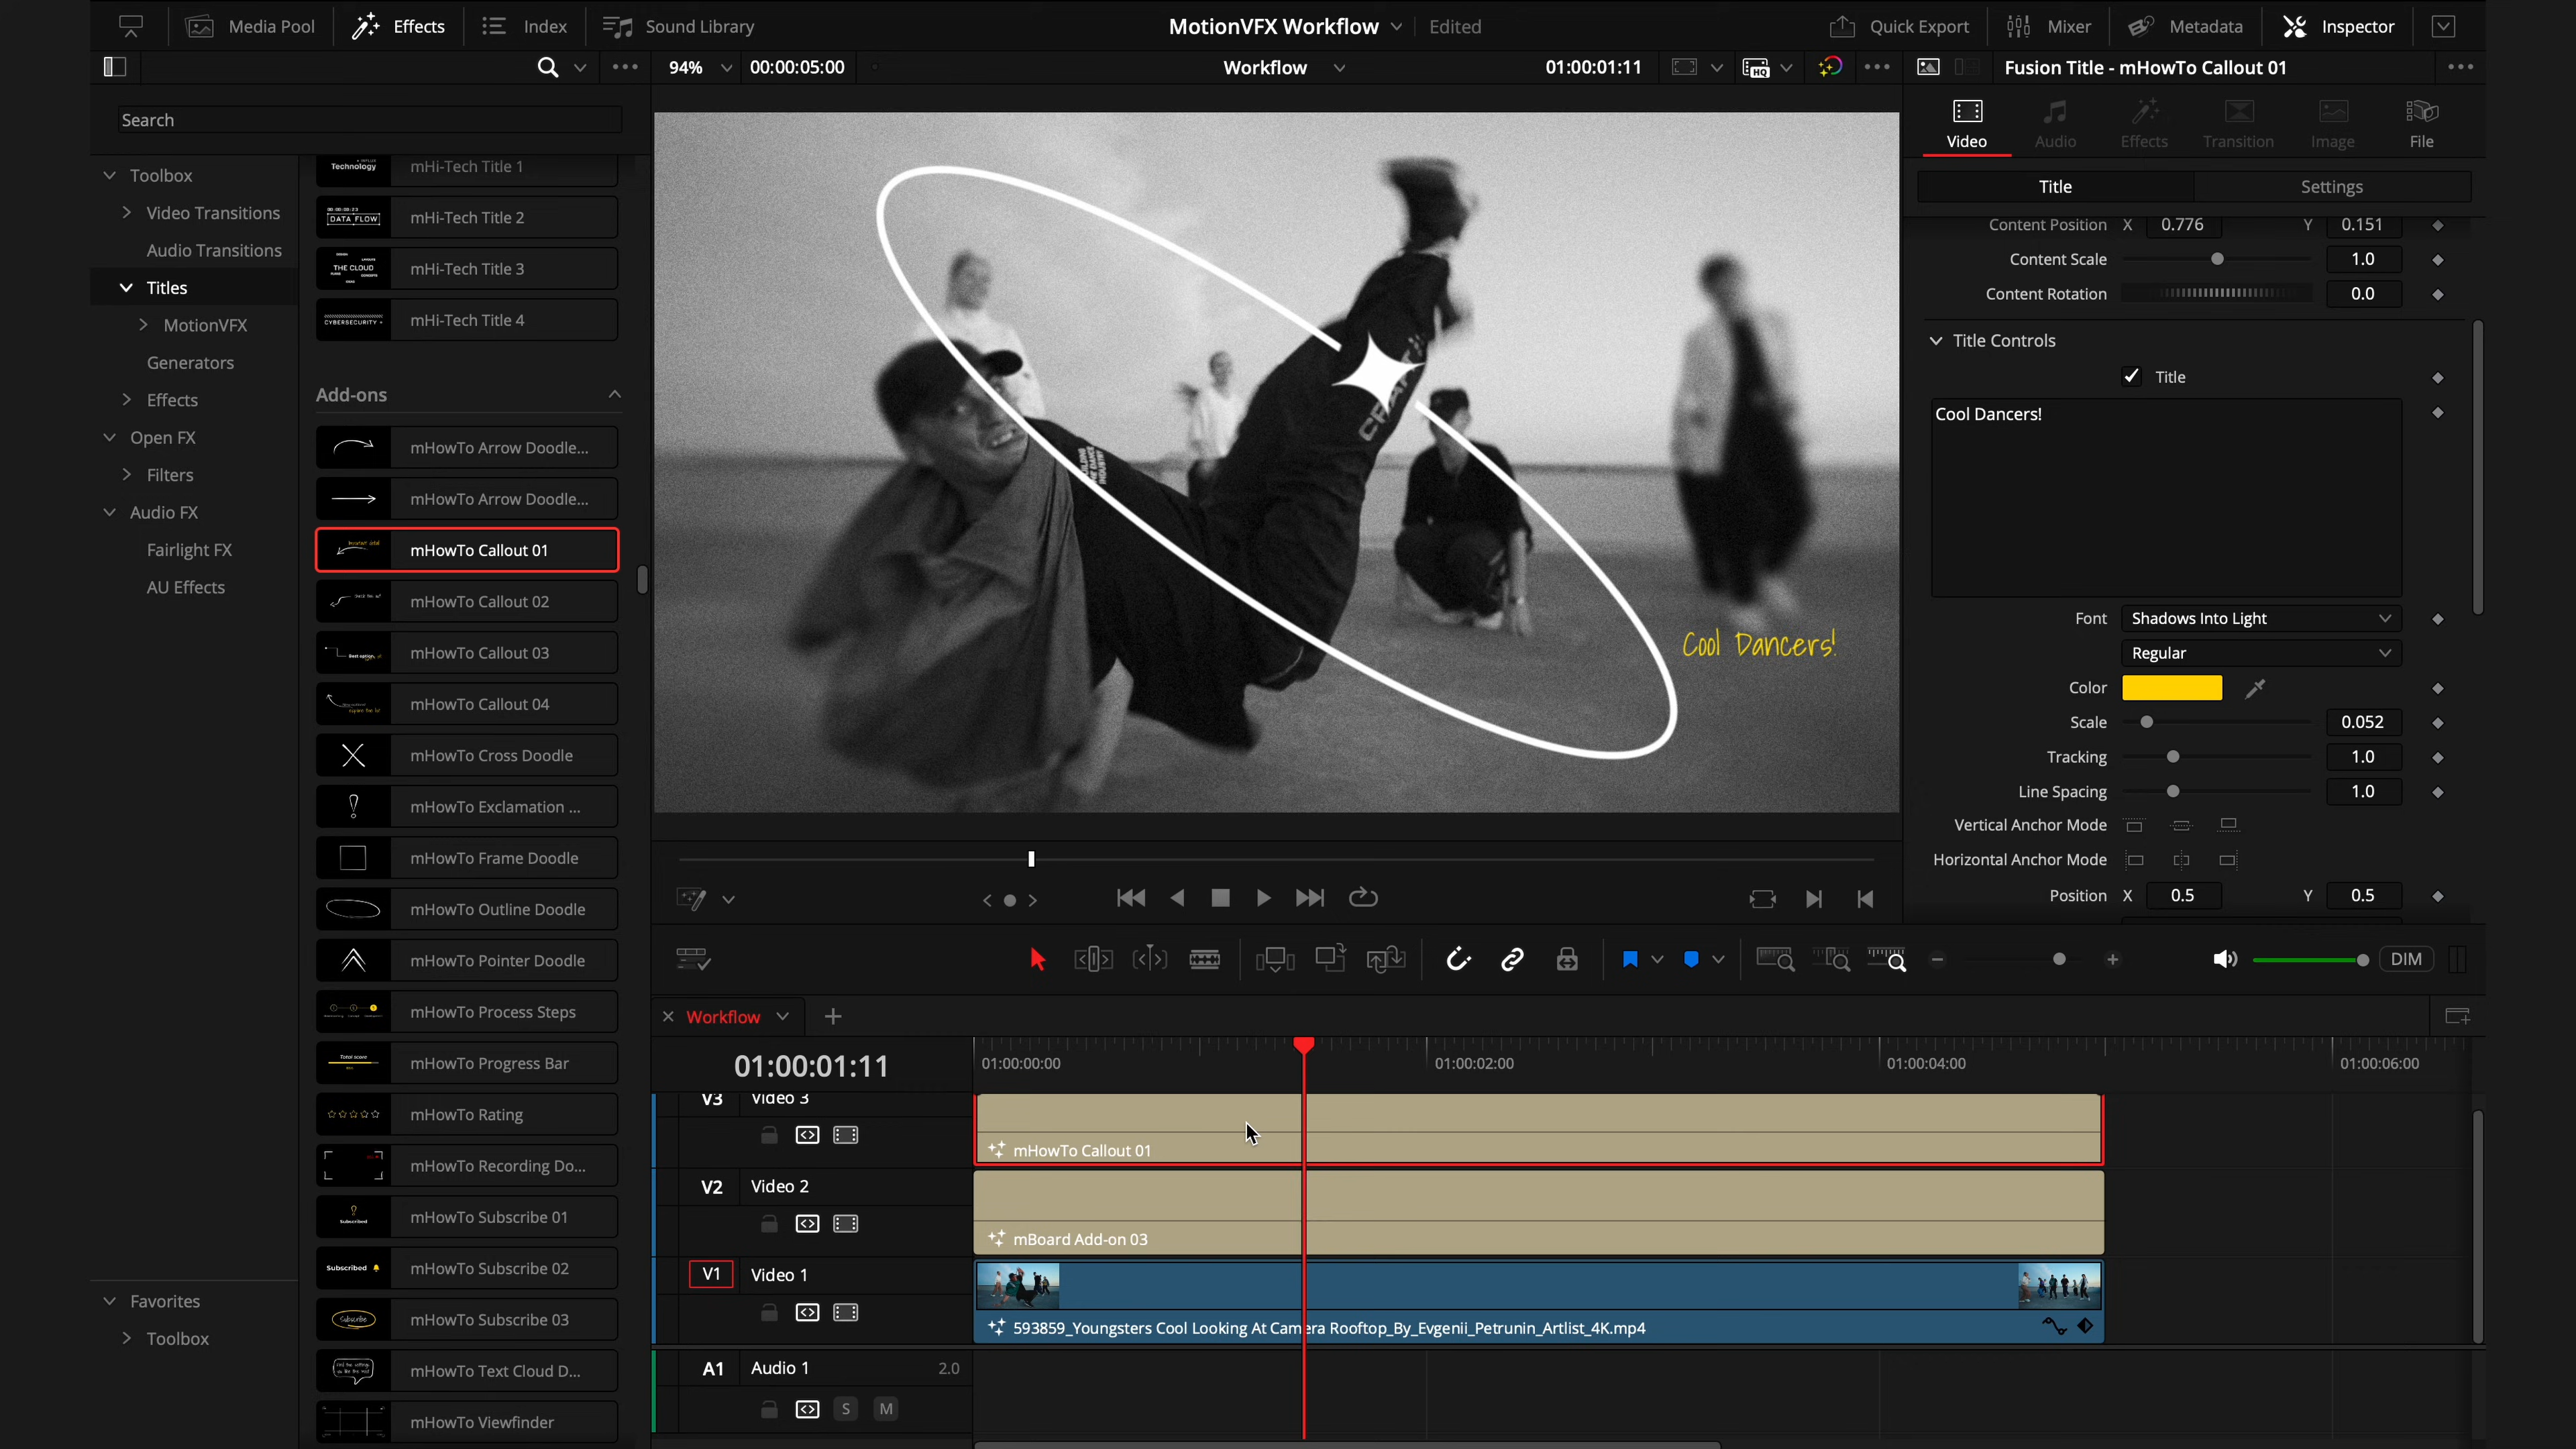 Media Pool
Effects
Index
Sound Library
MotionVFX Workflow
Edited
Quick Export
Mixer
Metadata
Inspector
94%
00:00:05:00
Workflow
01:00:01:11
HQ
Fusion Title - mHowTo Callout 01
Search
Toolbox
Video Transitions
Audio Transitions
Titles
MotionVFX
Generators
Effects
Open FX
Filters
Audio FX
Fairlight FX
AU Effects
Favorites
Toolbox
Technology
mHi-Tech Title 1
DATA FLOW
mHi-Tech Title 2
THE CLOUD
mHi-Tech Title 3
CYBERSECURITY
mHi-Tech Title 4
Add-ons
mHowTo Arrow Doodle...
mHowTo Arrow Doodle...
mHowTo Callout 01
mHowTo Callout 02
mHowTo Callout 03
mHowTo Callout 04
mHowTo Cross Doodle
mHowTo Exclamation ...
mHowTo Frame Doodle
mHowTo Outline Doodle
mHowTo Pointer Doodle
mHowTo Process Steps
Total score
mHowTo Progress Bar
mHowTo Rating
mHowTo Recording Do...
Subscribed
mHowTo Subscribe 01
Subscribed
mHowTo Subscribe 02
Subscribe
mHowTo Subscribe 03
mHowTo Text Cloud D...
mHowTo Viewfinder
Cool Dancers!
Video
Audio
Effects
Transition
Image
File
Title
Settings
Content Position X 0.776 Y 0.151
Content Scale 1.0
Content Rotation 0.0
Title Controls
Title
Cool Dancers!
Font Shadows Into Light
Regular
Color
Scale 0.052
Tracking 1.0
Line Spacing 1.0
Vertical Anchor Mode
Horizontal Anchor Mode
Position X 0.5 Y 0.5
DIM
Workflow
01:00:01:11
01:00:00:00
01:00:02:00
01:00:04:00
01:00:06:00
V3 Video 3
mHowTo Callout 01
V2 Video 2
mBoard Add-on 03
V1 Video 1
593859_Youngsters Cool Looking At Camera Rooftop_By_Evgenii_Petrunin_Artlist_4K.mp4
A1 Audio 1 2.0
S M